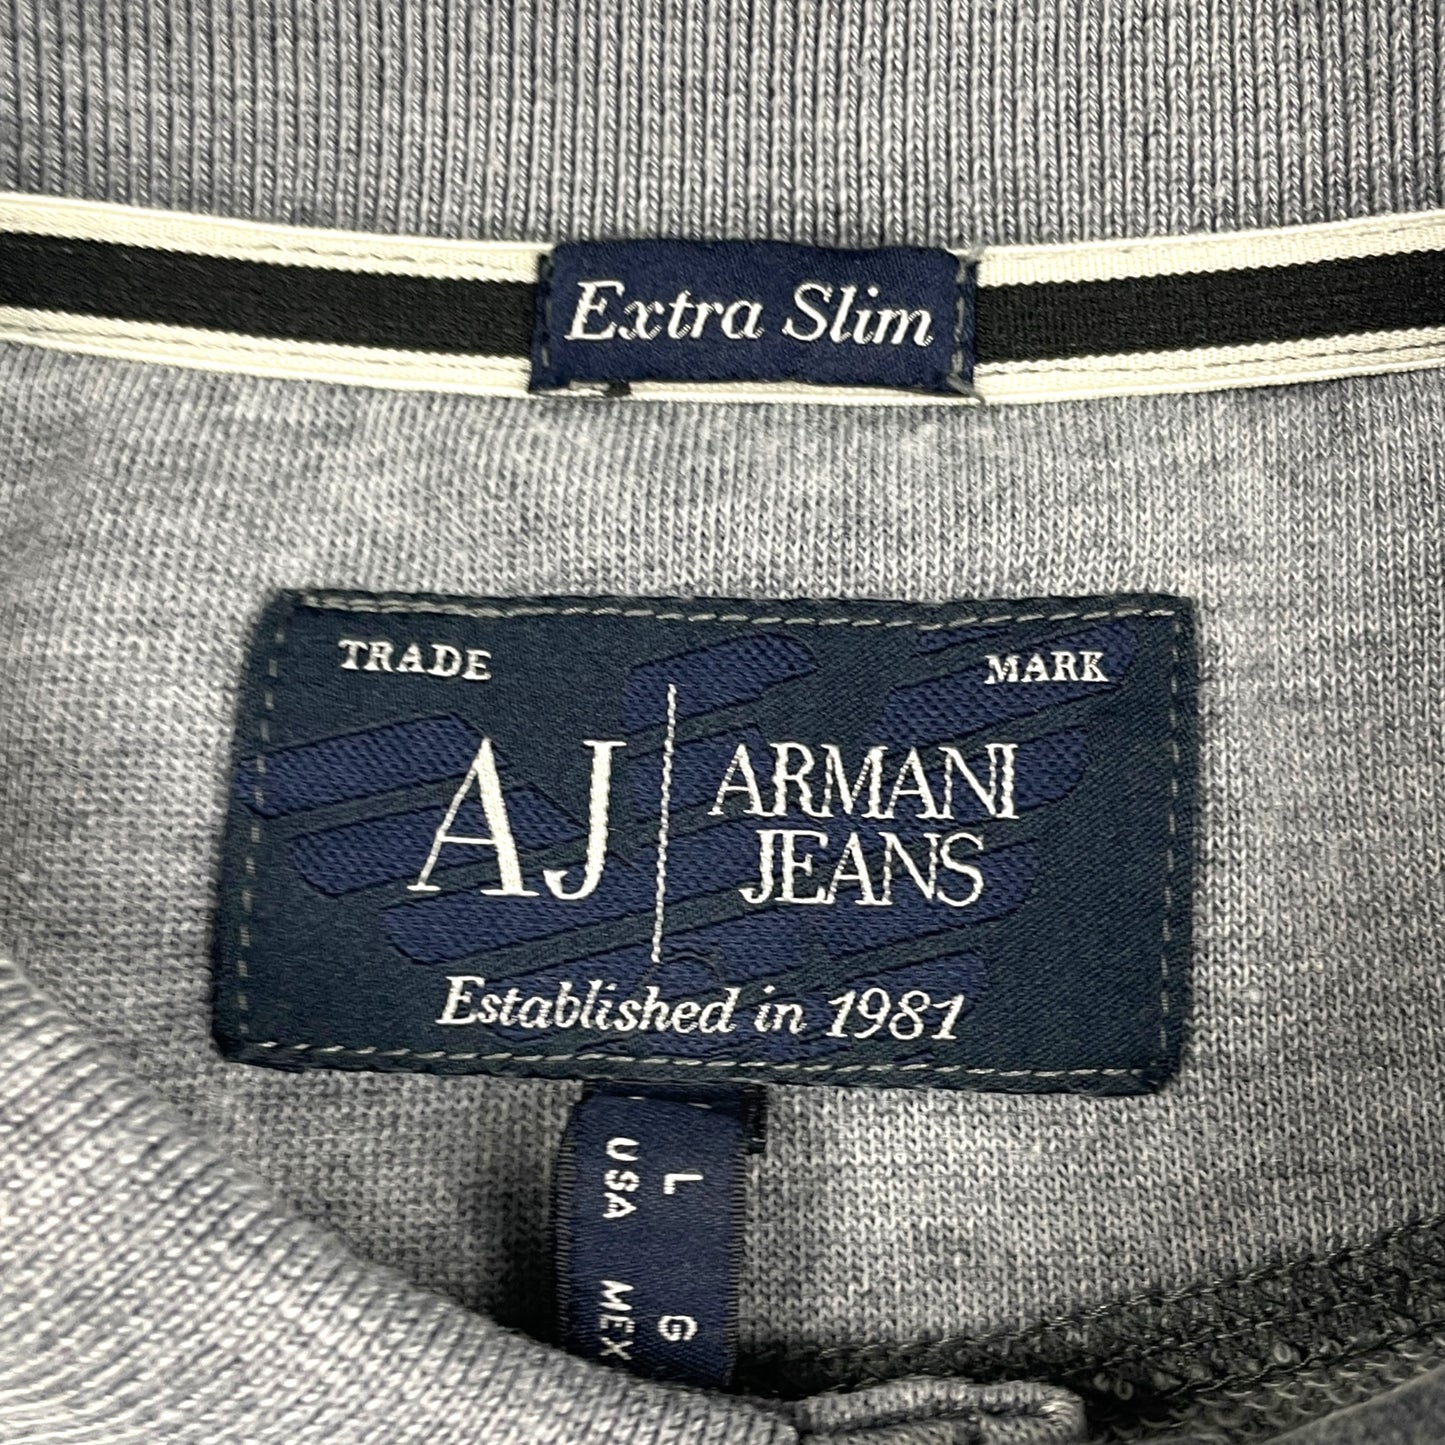 Extra Slim
TRADE MARK
AJ ARMANI
JEANS
Established in 1981
L G
USA MEX